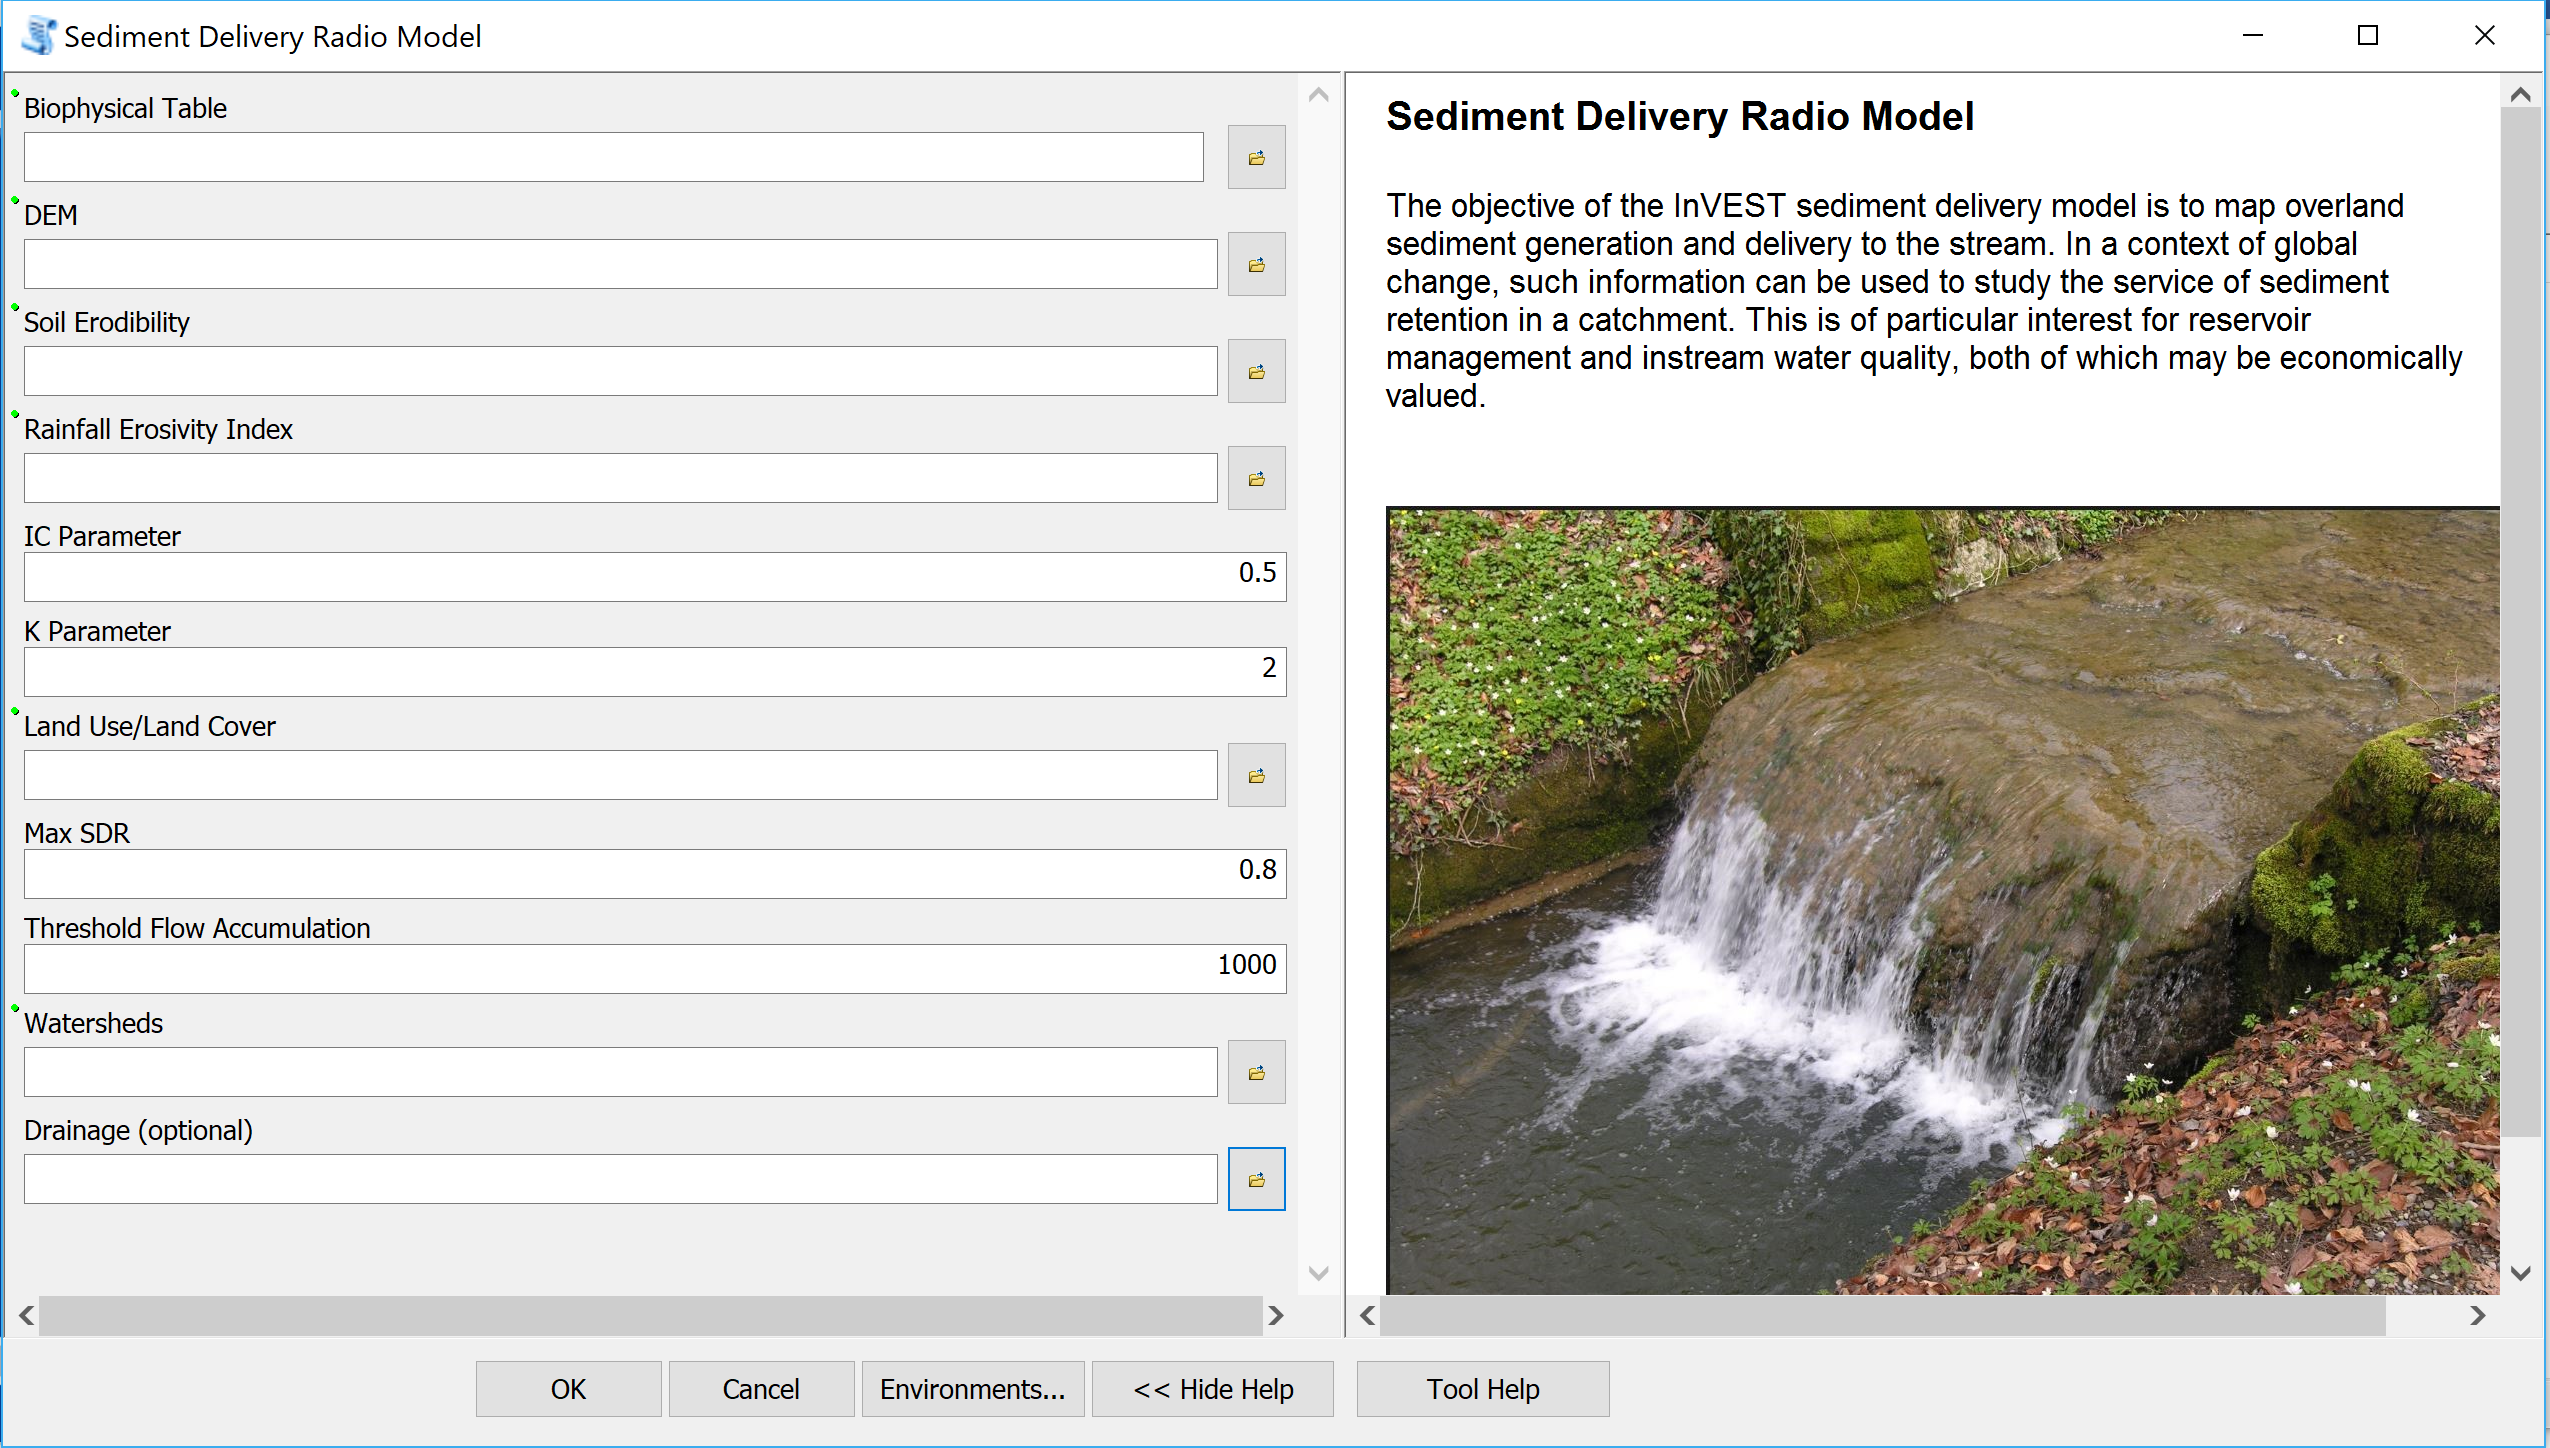 Sediment Delivery Radio Model
Biophysical Table
DEM
Soil Erodibility
Rainfall Erosivity Index
IC Parameter
0.5
K Parameter
2
Land Use/Land Cover
Max SDR
0.8
Threshold Flow Accumulation
1000
Watersheds
Drainage (optional)
Sediment Delivery Radio Model
The objective of the InVEST sediment delivery model is to map overland
sediment generation and delivery to the stream. In a context of global
change, such information can be used to study the service of sediment
retention in a catchment. This is of particular interest for reservoir
management and instream water quality, both of which may be economically
valued.
OK
Cancel
Environments...
<< Hide Help
Tool Help